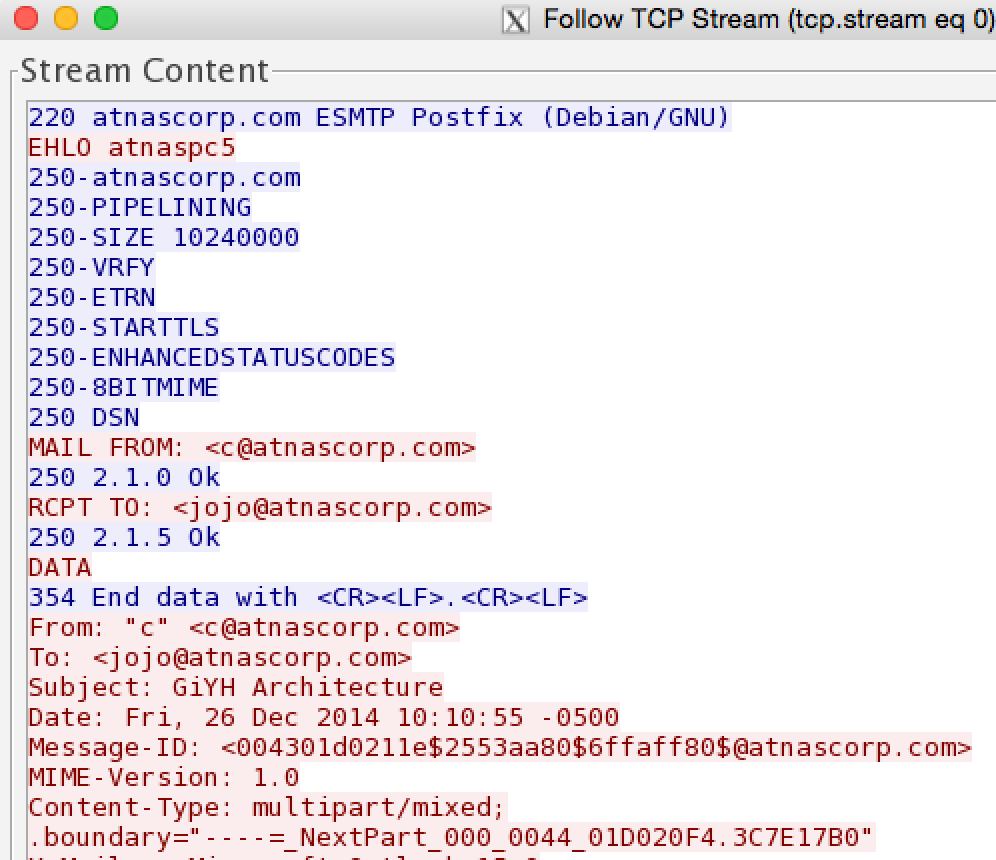 Follow TCP Stream (tcp.stream eq 0)
Stream Content
220 atnascorp.com ESMTP Postfix (Debian/GNU)
EHLO atnaspc5
250-atnascorp.com
250-PIPELINING
250-SIZE 10240000
250-VRFY
250-ETRN
250-STARTTLS
250-ENHANCEDSTATUSCODES
250-8BITMIME
250 DSN
MAIL FROM: <c@atnascorp.com>
250 2.1.0 Ok
RCPT TO: <jojo@atnascorp.com>
250 2.1.5 Ok
DATA
354 End data with <CR><LF>.<CR><LF>
From: "c" <c@atnascorp.com>
To: <jojo@atnascorp.com>
Subject: GiYH Architecture
Date: Fri, 26 Dec 2014 10:10:55 -0500
Message-ID: <004301d0211e$2553aa80$6ffaff80$@atnascorp.com>
MIME-Version: 1.0
Content-Type: multipart/mixed;
.boundary="----=_NextPart_000_0044_01D020F4.3C7E17B0"